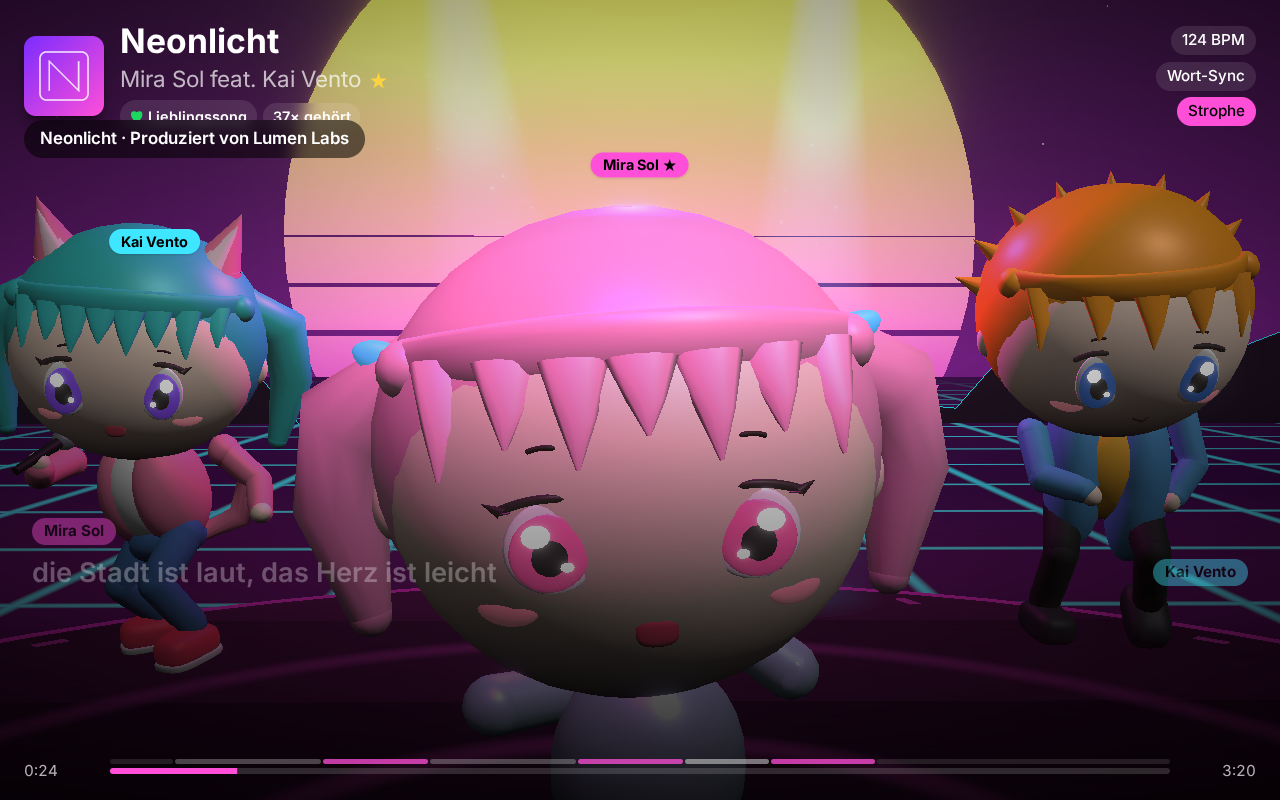 Neonlicht
Mira Sol feat. Kai Vento ★
Lieblingssong
37x gehört
Neonlicht · Produziert von Lumen Labs
124 BPM
Wort-Sync
Strophe
Mira Sol ★
Kai Vento
Mira Sol
die Stadt ist laut, das Herz ist leicht
Kai Vento
0:24
3:20